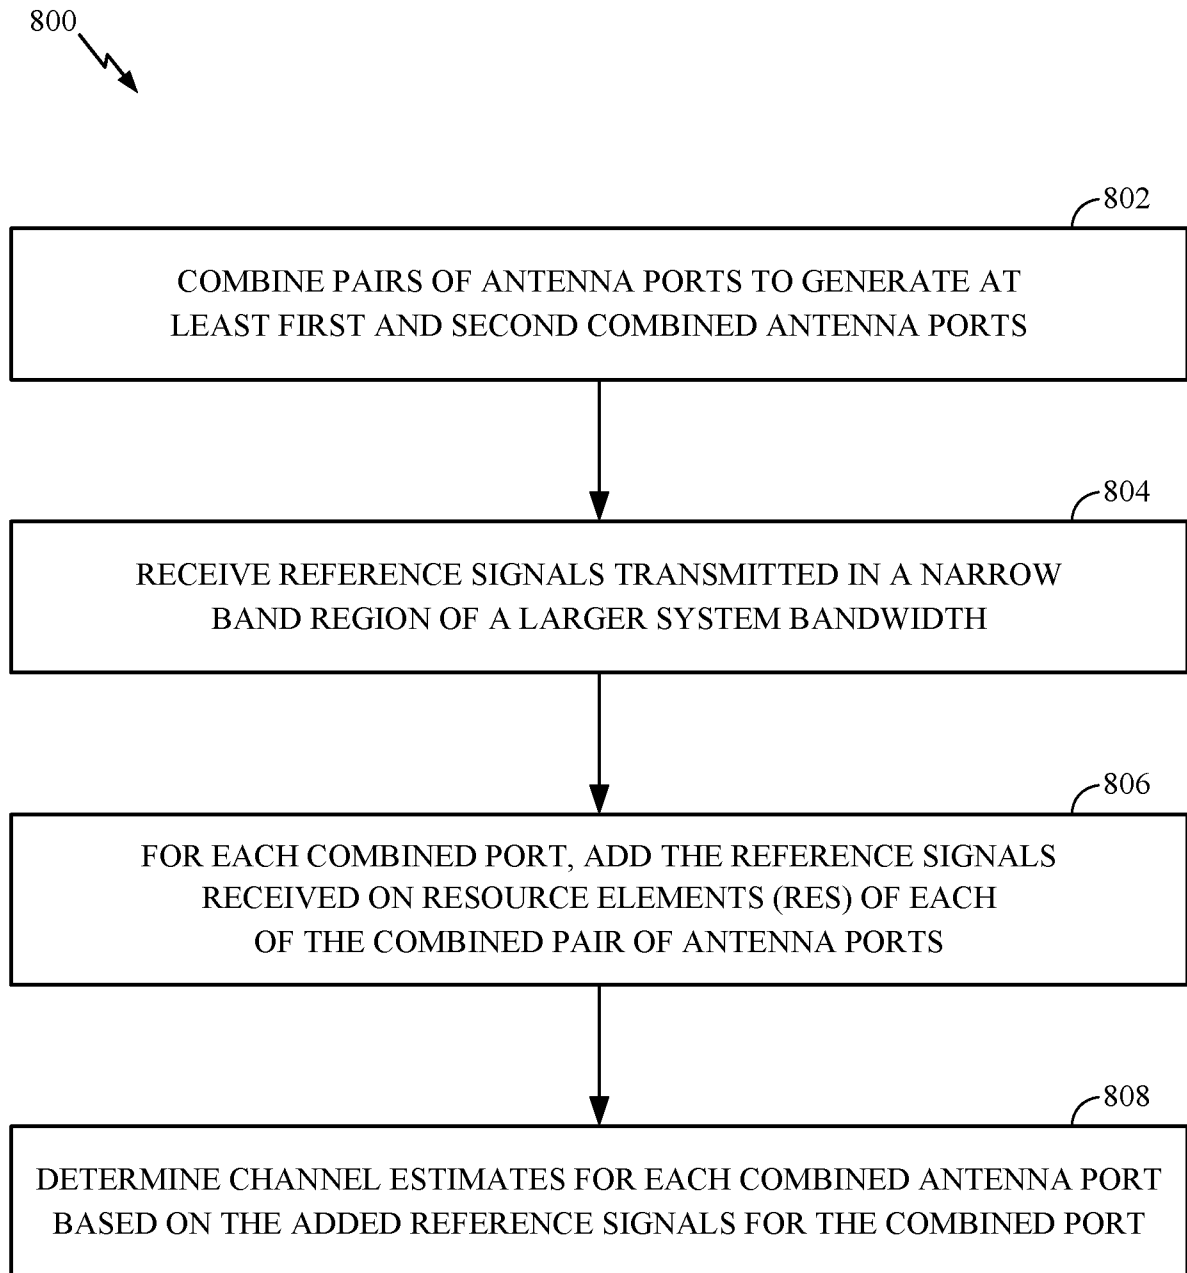 800
802
COMBINE PAIRS OF ANTENNA PORTS TO GENERATE AT
LEAST FIRST AND SECOND COMBINED ANTENNA PORTS
804
RECEIVE REFERENCE SIGNALS TRANSMITTED IN A NARROW
BAND REGION OF A LARGER SYSTEM BANDWIDTH
806
FOR EACH COMBINED PORT, ADD THE REFERENCE SIGNALS
RECEIVED ON RESOURCE ELEMENTS (RES) OF EACH
OF THE COMBINED PAIR OF ANTENNA PORTS
808
DETERMINE CHANNEL ESTIMATES FOR EACH COMBINED ANTENNA PORT
BASED ON THE ADDED REFERENCE SIGNALS FOR THE COMBINED PORT